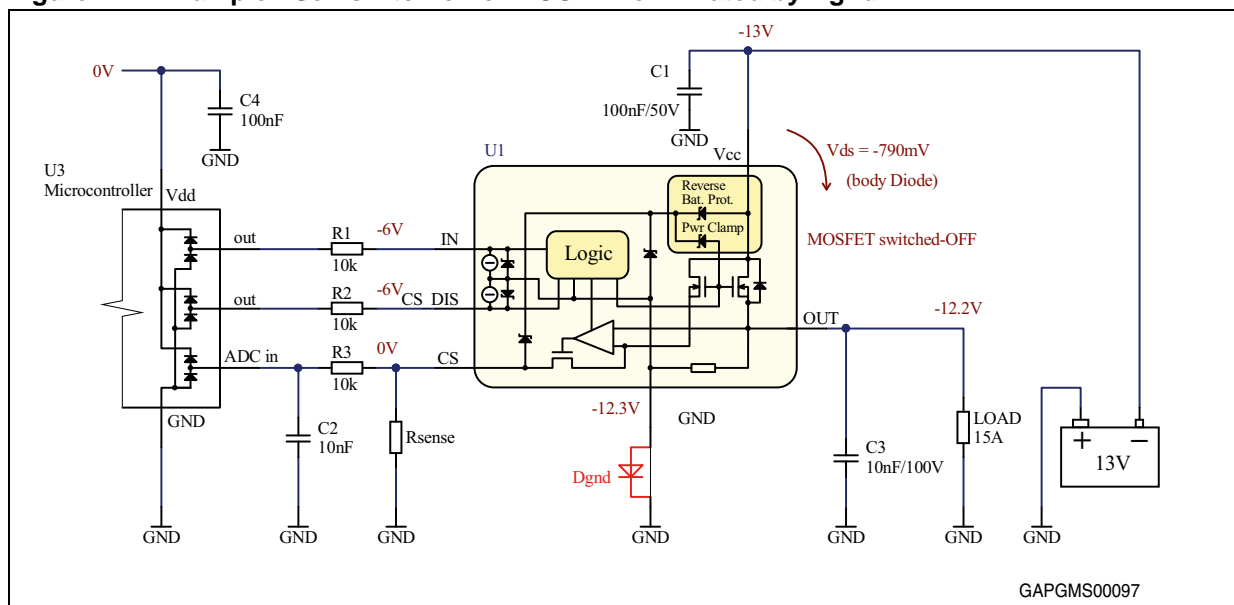 -13V
0V
C1
100nF/50V
GND
C4
100nF
GND
U3
Microcontroller
Vdd
U1
Vcc
Vds = -790mV
(body Diode)
Reverse
Bat. Prot.
Pwr Clamp
MOSFET switched-OFF
out
R1
10k
-6V
IN
Logic
out
R2
10k
-6V
CS_DIS
-12.2V
OUT
ADC in
R3
10k
0V
CS
GND
-12.3V
GND
C2
10nF
Rsense
Dgnd
C3
10nF/100V
LOAD
15A
+
−
13V
GND
GND
GND
GND
GND
GND
GND
GAPGMS00097